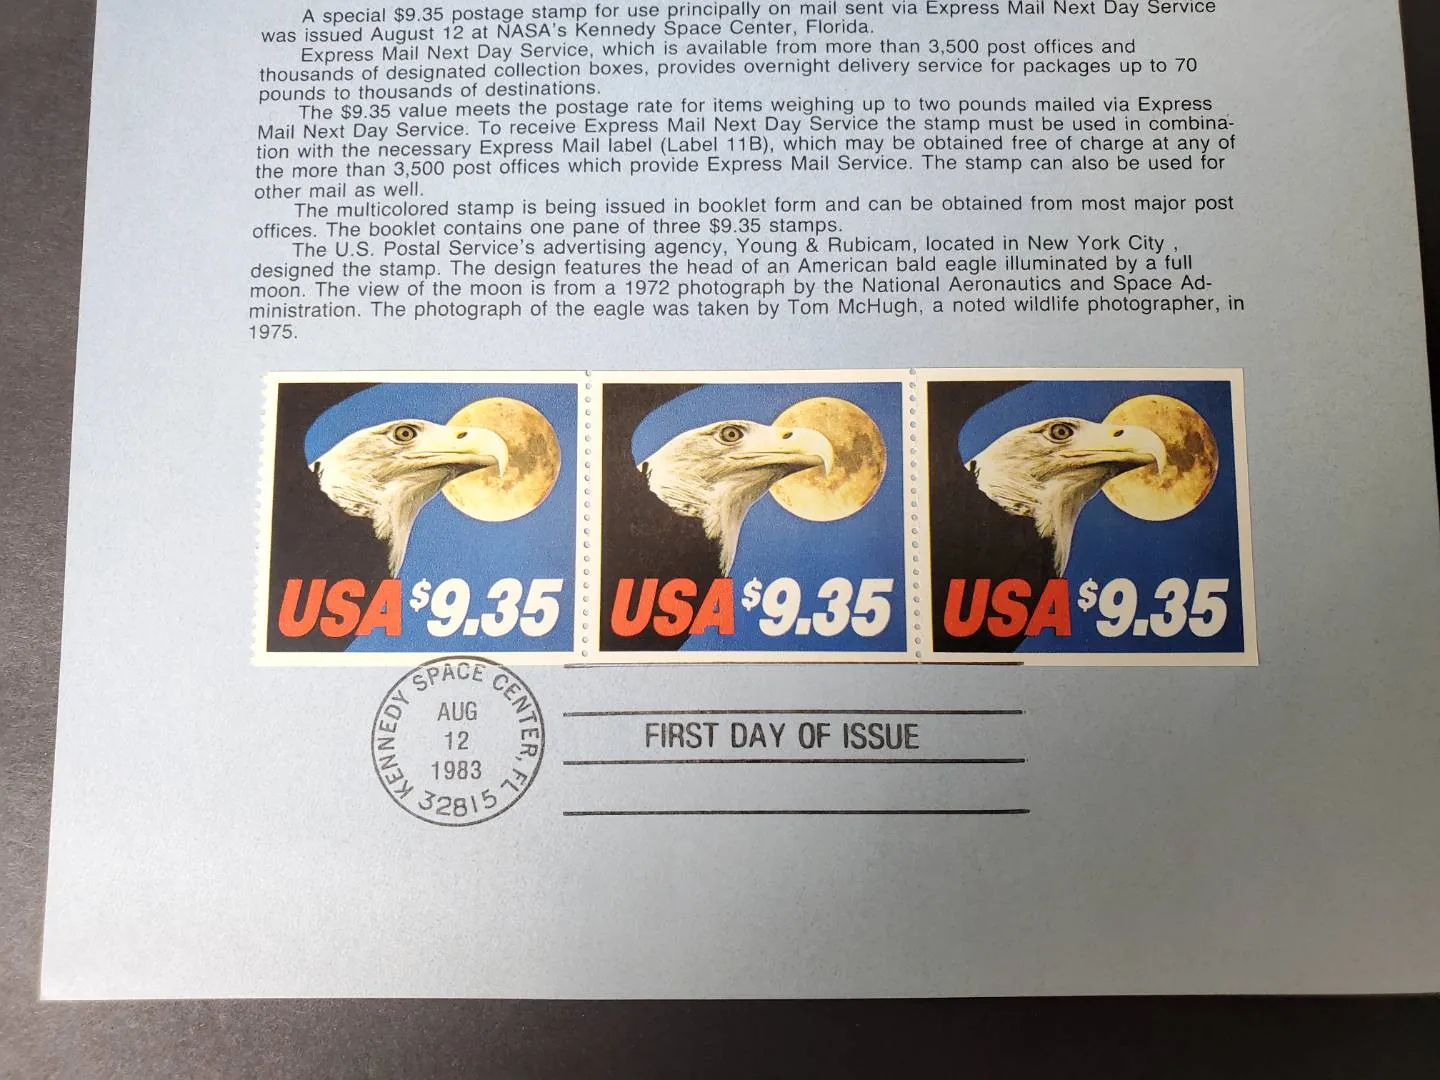 A special $9.35 postage stamp for use principally on mail sent via Express Mail Next Day Service
was issued August 12 at NASA's Kennedy Space Center, Florida.
Express Mail Next Day Service, which is available from more than 3,500 post offices and
thousands of designated collection boxes, provides overnight delivery service for packages up to 70
pounds to thousands of destinations.
The $9.35 value meets the postage rate for items weighing up to two pounds mailed via Express
Mail Next Day Service. To receive Express Mail Next Day Service the stamp must be used in combina-
tion with the necessary Express Mail label (Label 11B), which may be obtained free of charge at any of
the more than 3,500 post offices which provide Express Mail Service. The stamp can also be used for
other mail as well.
The multicolored stamp is being issued in booklet form and can be obtained from most major post
offices. The booklet contains one pane of three $9.35 stamps.
The U.S. Postal Service's advertising agency, Young & Rubicam, located in New York City ,
designed the stamp. The design features the head of an American bald eagle illuminated by a full
moon. The view of the moon is from a 1972 photograph by the National Aeronautics and Space Ad-
ministration. The photograph of the eagle was taken by Tom McHugh, a noted wildlife photographer, in
1975.
USA $9.35
USA $9.35
USA $9.35
KENNEDY SPACE CENTER, FL
AUG
12
1983
32815
FIRST DAY OF ISSUE